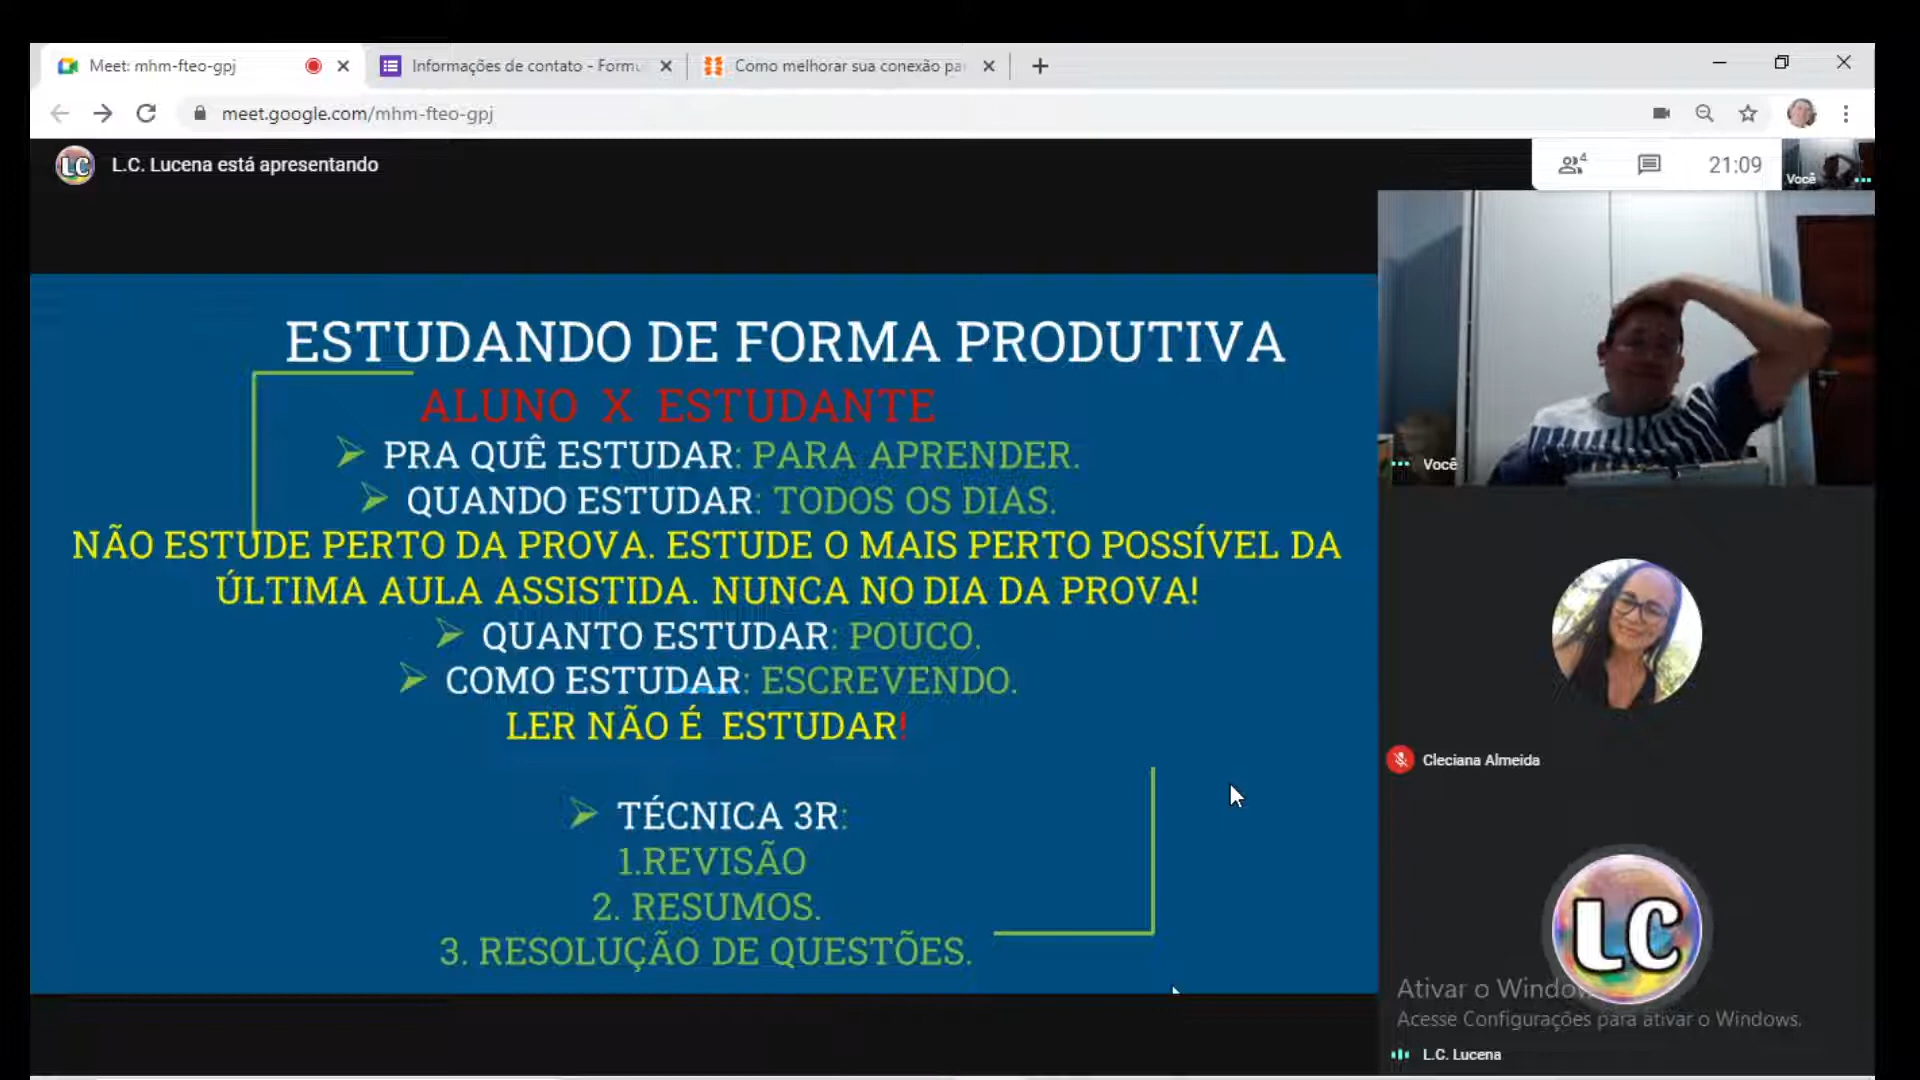 Meet: mhm-fteo-gpj
Informações de contato - Formu
Como melhorar sua conexão pa
meet.google.com/mhm-fteo-gpj
LC
L.C. Lucena está apresentando
4
21:09
Você
ESTUDANDO DE FORMA PRODUTIVA
ALUNO X ESTUDANTE
PRA QUÊ ESTUDAR: PARA APRENDER.
QUANDO ESTUDAR: TODOS OS DIAS.
NÃO ESTUDE PERTO DA PROVA. ESTUDE O MAIS PERTO POSSÍVEL DA
ÚLTIMA AULA ASSISTIDA. NUNCA NO DIA DA PROVA!
QUANTO ESTUDAR: POUCO.
COMO ESTUDAR: ESCREVENDO.
LER NÃO É ESTUDAR!
TÉCNICA 3R:
1.REVISÃO
2. RESUMOS.
3. RESOLUÇÃO DE QUESTÕES.
Você
Cleciana Almeida
LC
Ativar o Windows
Acesse Configurações para ativar o Windows.
L.C. Lucena